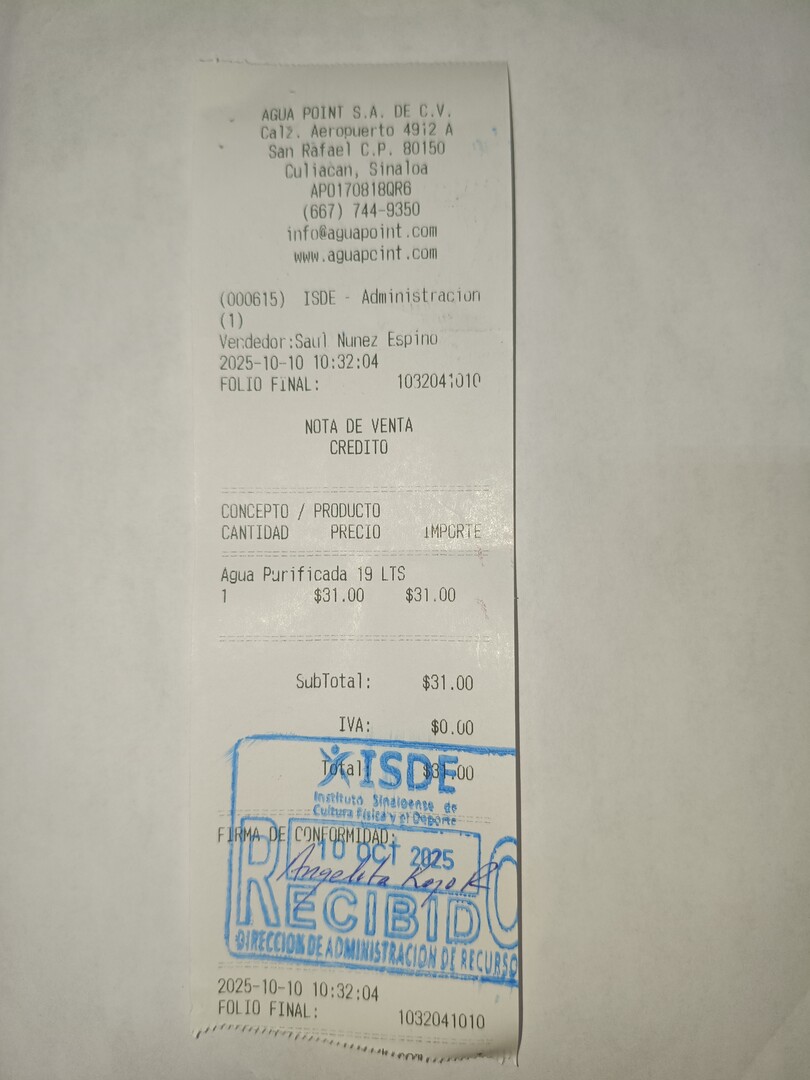 AGUA POINT S.A. DE C.V.
Calz. Aeropuerto 4912 A
San Rafael C.P. 80150
Culiacan, Sinaloa
APO170818QR6
(667) 744-9350
info@aguapoint.com
www.aguapoint.com
(000615) ISDE - Administracion
(1)
Vendedor:Saul Nunez Espino
2025-10-10 10:32:04
FOLIO FINAL: 1032041010
NOTA DE VENTA
CREDITO
CONCEPTO / PRODUCTO
CANTIDAD PRECIO IMPORTE
Agua Purificada 19 LTS
1 $31.00 $31.00
SubTotal: $31.00
IVA: $0.00
Total: $31.00
ISDE
Instituto Sinaloense de
Cultura Física y el Deporte
FIRMA DE CONFORMIDAD:
10 OCT 2025
Angelita Rojo R
RECIBIDO
DIRECCION DE ADMINISTRACION DE RECURSO
2025-10-10 10:32:04
FOLIO FINAL: 1032041010